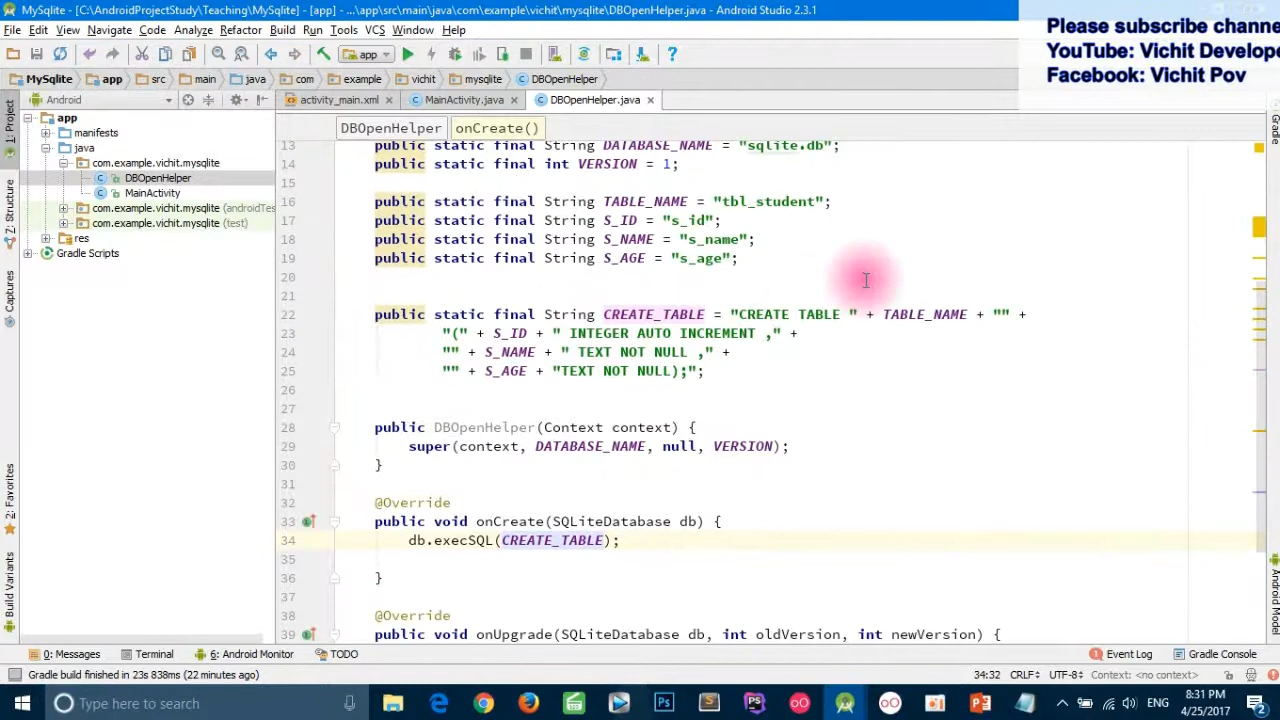 MySqlite - [C:\AndroidProjectStudy\Teaching\MySqlite] - [app] - ...\app\src\main\java\com\example\vichit\mysqlite\DBOpenHelper.java - Android Studio 2.3.1
Please subscribe channe
YouTube: Vichit Develope
Facebook: Vichit Pov
File Edit View Navigate Code Analyze Refactor Build Run Tools VCS Window Help
app
MySqlite app src main java com example vichit mysqlite DBOpenHelper
Android
activity_main.xml MainActivity.java DBOpenHelper.java
DBOpenHelper onCreate()
1: Project
Z: Structure
Captures
2: Favorites
Build Variants
Gradle
Android Model
app
manifests
java
com.example.vichit.mysqlite
DBOpenHelper
MainActivity
com.example.vichit.mysqlite (androidTes
com.example.vichit.mysqlite (test)
res
Gradle Scripts
13 public static final String DATABASE_NAME = "sqlite.db";
14 public static final int VERSION = 1;
15
16 public static final String TABLE_NAME = "tbl_student";
17 public static final String S_ID = "s_id";
18 public static final String S_NAME = "s_name";
19 public static final String S_AGE = "s_age";
20
21
22 public static final String CREATE_TABLE = "CREATE TABLE " + TABLE_NAME + "" +
23 "(" + S_ID + " INTEGER AUTO INCREMENT ," +
24 "" + S_NAME + " TEXT NOT NULL ," +
25 "" + S_AGE + "TEXT NOT NULL);";
26
27
28 public DBOpenHelper(Context context) {
29 super(context, DATABASE_NAME, null, VERSION);
30 }
31
32 @Override
33 public void onCreate(SQLiteDatabase db) {
34 db.execSQL(CREATE_TABLE);
35
36 }
37
38 @Override
39 public void onUpgrade(SQLiteDatabase db, int oldVersion, int newVersion) {
0: Messages Terminal 6: Android Monitor TODO 1 Event Log Gradle Console
Gradle build finished in 23s 838ms (22 minutes ago) 34:32 CRLF UTF-8 Context: <no context>
Type here to search
ENG
8:31 PM
4/25/2017
2